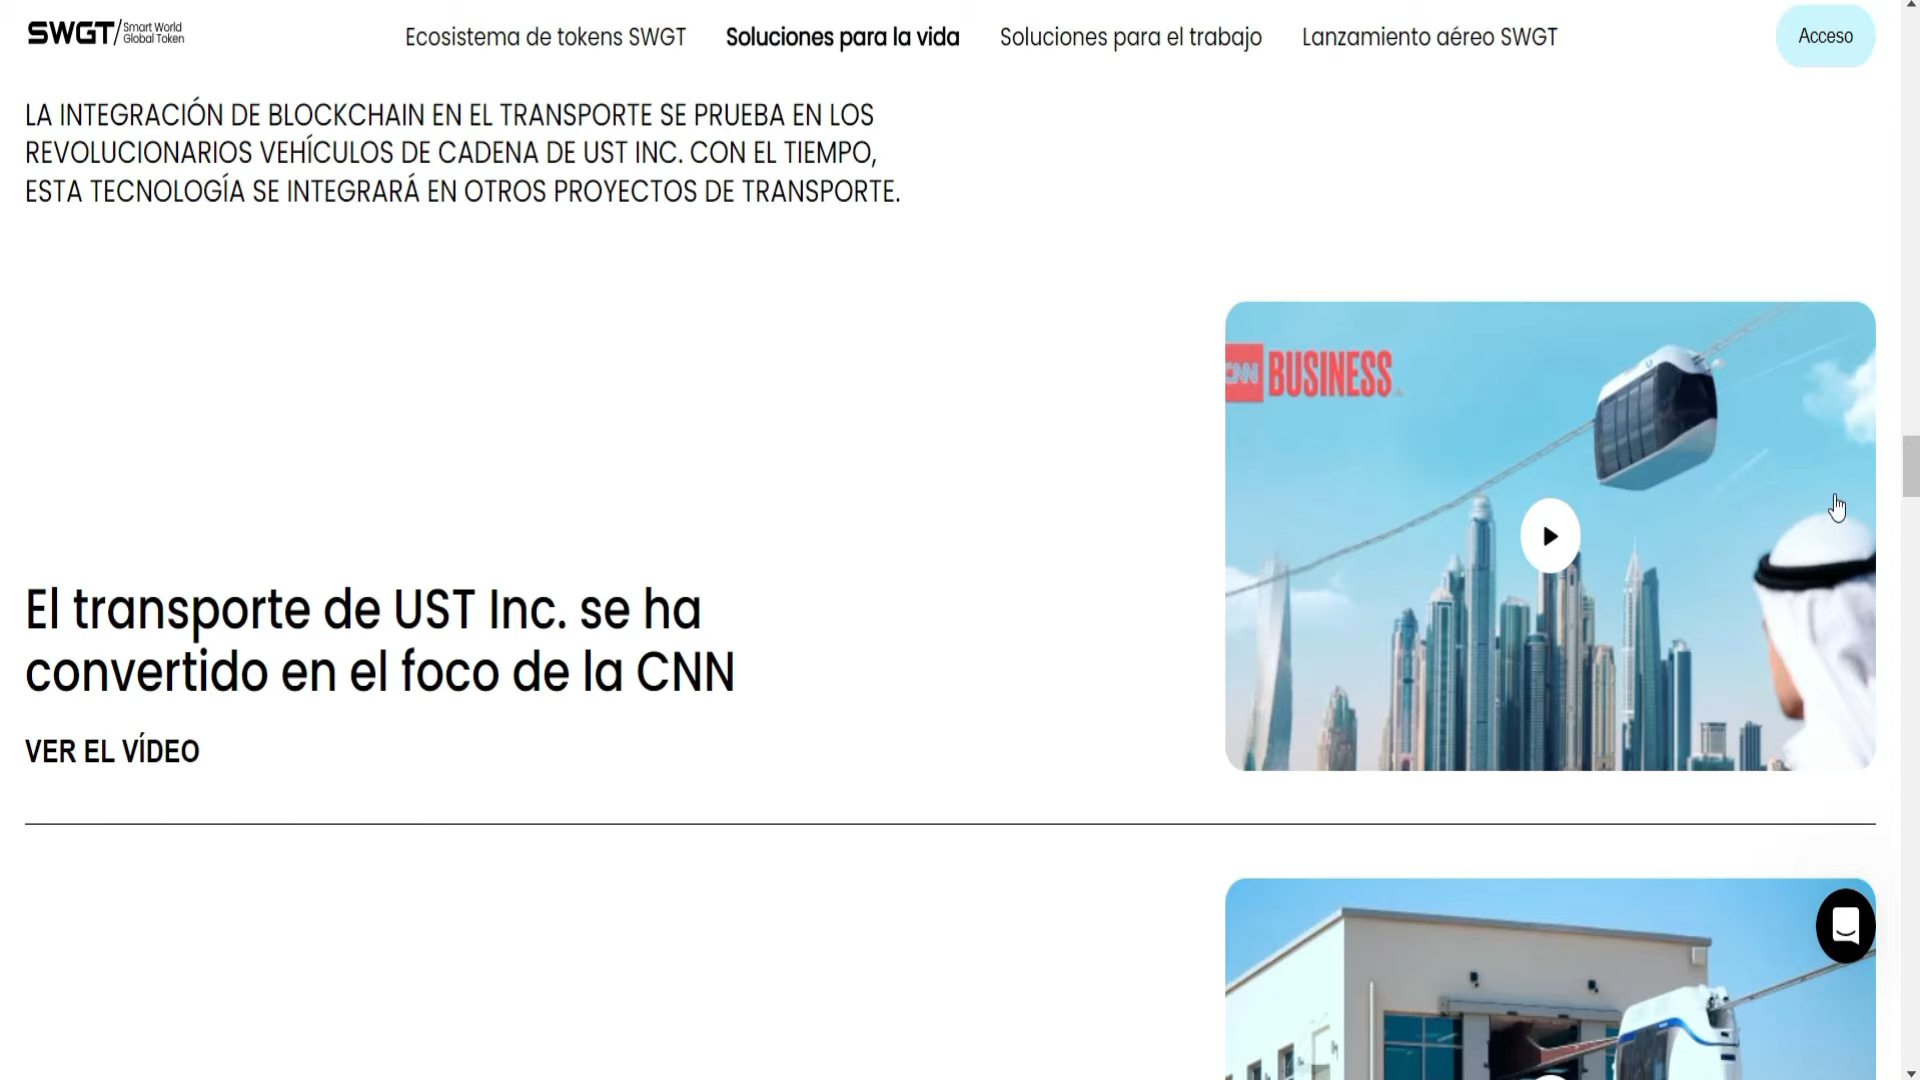 SWGT/
Smart World
Global Token
Ecosistema de tokens SWGT
Soluciones para la vida
Soluciones para el trabajo
Lanzamiento aéreo SWGT
Acceso
LA INTEGRACIÓN DE BLOCKCHAIN EN EL TRANSPORTE SE PRUEBA EN LOS
REVOLUCIONARIOS VEHÍCULOS DE CADENA DE UST INC. CON EL TIEMPO,
ESTA TECNOLOGÍA SE INTEGRARÁ EN OTROS PROYECTOS DE TRANSPORTE.
CNN BUSINESS
El transporte de UST Inc. se ha
convertido en el foco de la CNN
VER EL VÍDEO